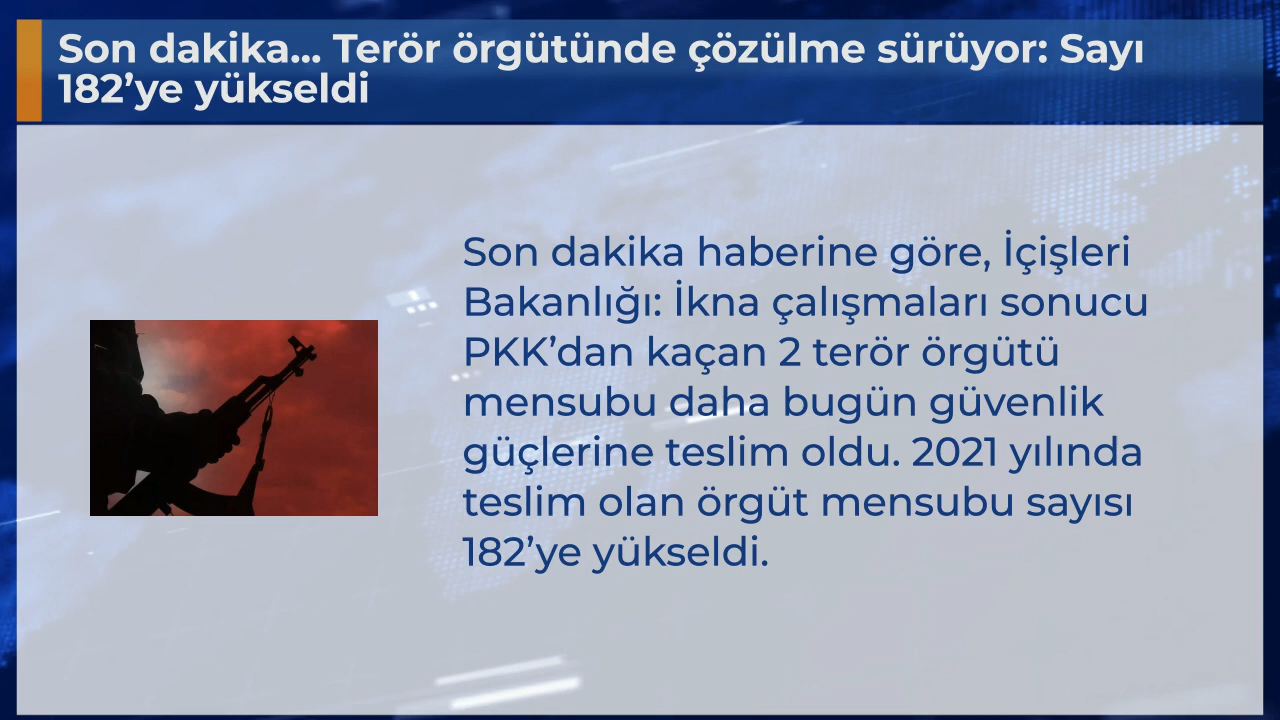 Son dakika... Terör örgütünde çözülme sürüyor: Sayı
182’ye yükseldi
Son dakika haberine göre, İçişleri
Bakanlığı: İkna çalışmaları sonucu
PKK’dan kaçan 2 terör örgütü
mensubu daha bugün güvenlik
güçlerine teslim oldu. 2021 yılında
teslim olan örgüt mensubu sayısı
182’ye yükseldi.